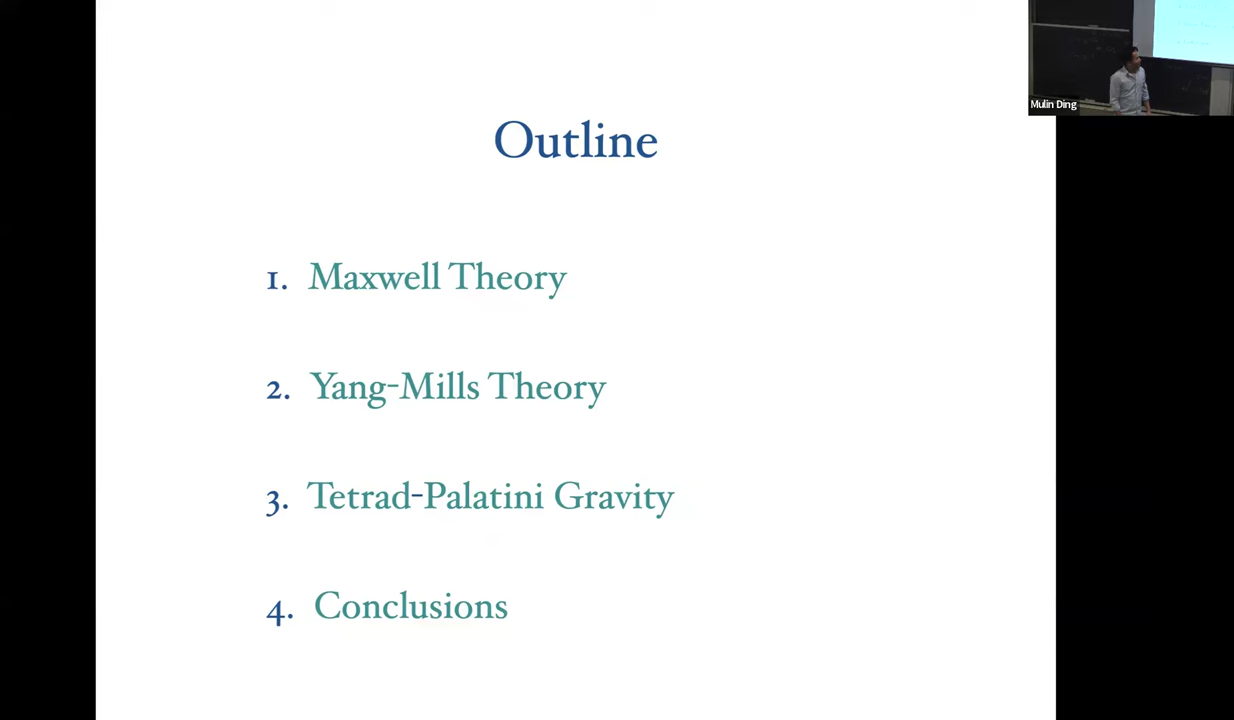 Outline
1. Maxwell Theory
2. Yang-Mills Theory
3. Tetrad-Palatini Gravity
4. Conclusions
Mulin Ding